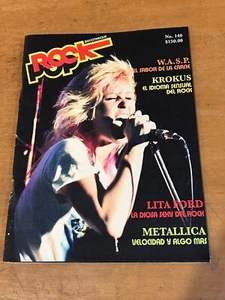 No. 140
$150.00
ROCK
POP
W.A.S.P.
EL SABOR DE LA CARNE
KROKUS
EL IDIOMA SENSUAL
DEL ROCK
LITA FORD
LA DIOSA SEXY DEL ROCK
METALLICA
VELOCIDAD Y ALGO MAS